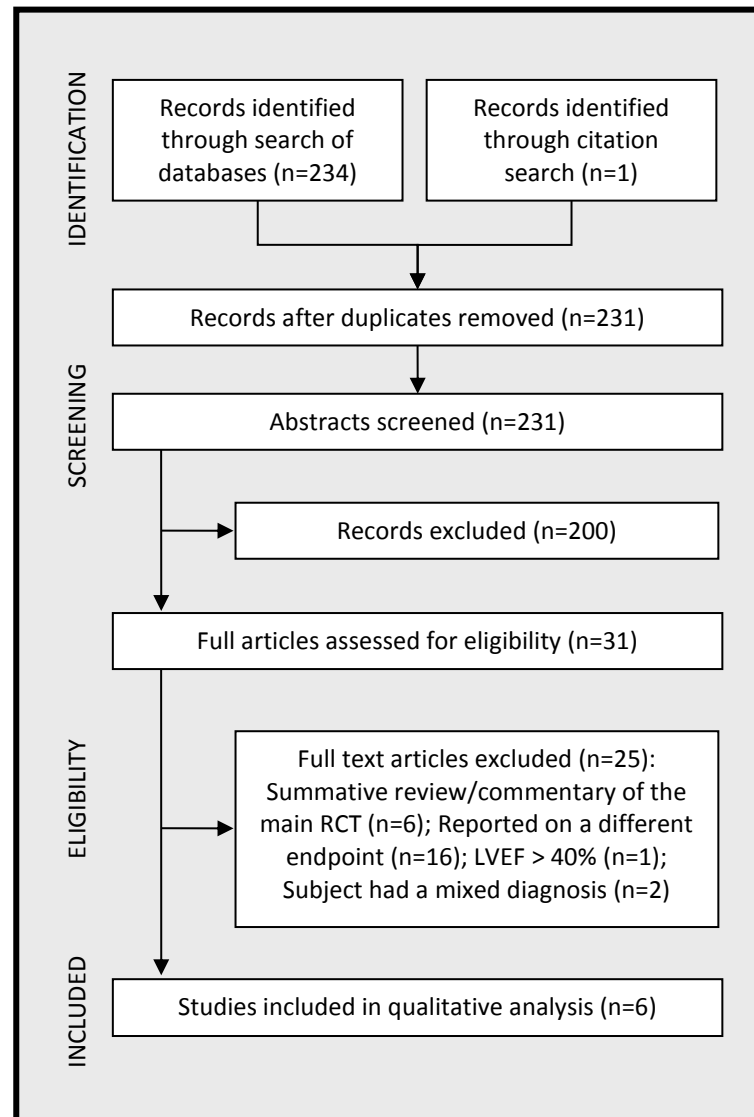 IDENTIFICATION
Records identified
through search of
databases (n=234)
Records identified
through citation
search (n=1)
Records after duplicates removed (n=231)
SCREENING
Abstracts screened (n=231)
Records excluded (n=200)
Full articles assessed for eligibility (n=31)
ELIGIBILITY
Full text articles excluded (n=25):
Summative review/commentary of the
main RCT (n=6); Reported on a different
endpoint (n=16); LVEF > 40% (n=1);
Subject had a mixed diagnosis (n=2)
INCLUDED
Studies included in qualitative analysis (n=6)